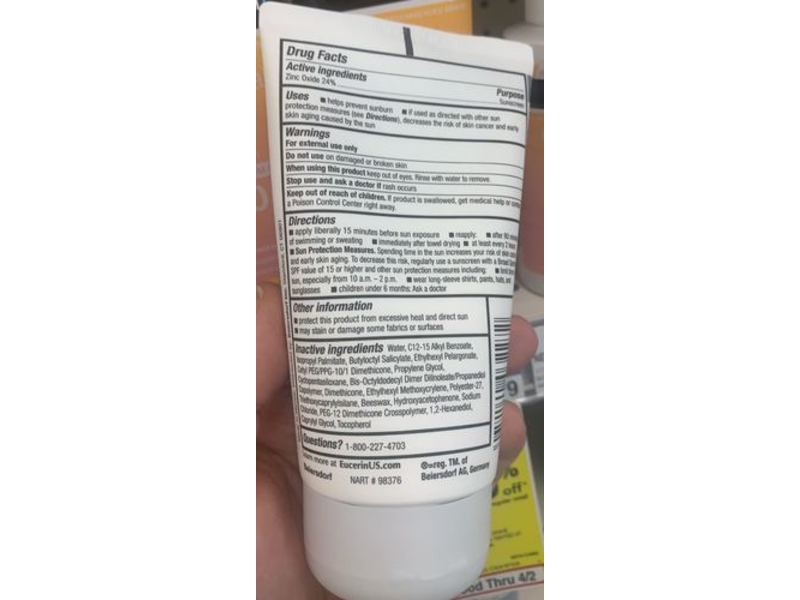 Drug Facts
Active ingredients
Purpose
Zinc Oxide 24%
Sunscreen
Uses ■ helps prevent sunburn ■ if used as directed with other sun
protection measures (see Directions), decreases the risk of skin cancer and early
skin aging caused by the sun
Warnings
For external use only
Do not use on damaged or broken skin
When using this product keep out of eyes. Rinse with water to remove.
Stop use and ask a doctor if rash occurs
Keep out of reach of children. If product is swallowed, get medical help or
a Poison Control Center right away.
Directions
■ apply liberally 15 minutes before sun exposure ■ reapply: ■ after 80
of swimming or sweating ■ immediately after towel drying ■ at least every 2
■ Sun Protection Measures. Spending time in the sun increases your risk of skin
and early skin aging. To decrease this risk, regularly use a sunscreen with a Broad
SPF value of 15 or higher and other sun protection measures including: ■ limit
sun, especially from 10 a.m. – 2 p.m. ■ wear long-sleeve shirts, pants, hats, and
sunglasses ■ children under 6 months: Ask a doctor
Other information
■ protect this product from excessive heat and direct sun
■ may stain or damage some fabrics or surfaces
Inactive ingredients Water, C12-15 Alkyl Benzoate,
Isopropyl Palmitate, Butyloctyl Salicylate, Ethylhexyl Pelargonate,
Cetyl PEG/PPG-10/1 Dimethicone, Propylene Glycol,
Cyclopentasiloxane, Bis-Octyldodecyl Dimer Dilinoleate/Propanediol
Copolymer, Dimethicone, Ethylhexyl Methoxycrylene, Polyester-27,
Triethoxycaprylylsilane, Beeswax, Hydroxyacetophenone, Sodium
Chloride, PEG-12 Dimethicone Crosspolymer, 1,2-Hexanediol,
Caprylyl Glycol, Tocopherol
Questions? 1-800-227-4703
Learn more at EucerinUS.com
®=reg. TM. of
Beiersdorf
NART # 98376
Beiersdorf AG, Germany
9
%
off
Thru 4/2